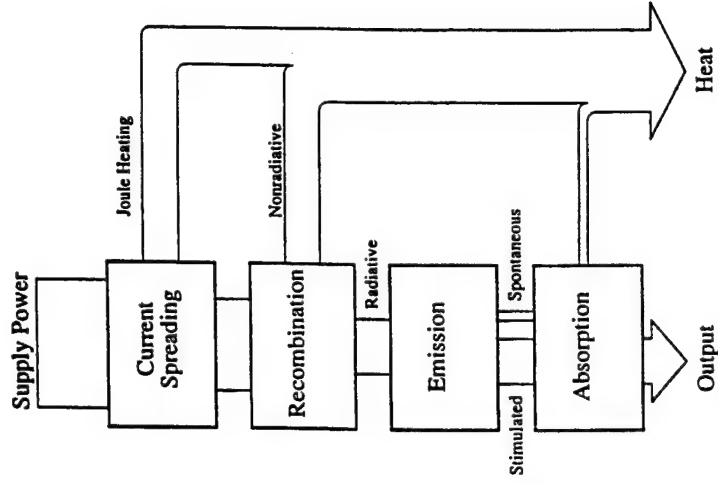 Supply Power
Current
Spreading
Joule Heating
Recombination
Nonradiative
Radiative
Emission
Stimulated
Spontaneous
Absorption
Output
Heat